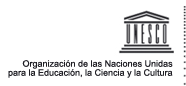 UNESCO
Organización de las Naciones Unidas
para la Educación, la Ciencia y la Cultura